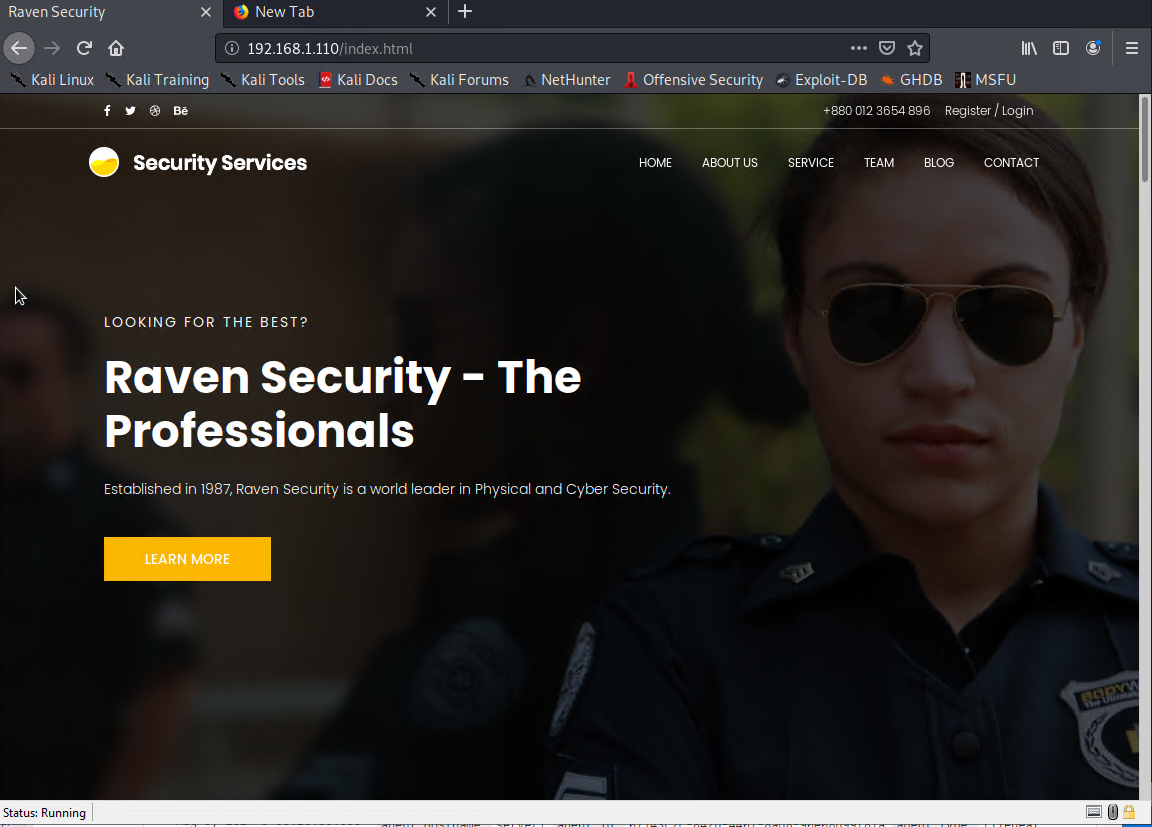 Raven Security
New Tab
192.168.1.110/index.html
Kali Linux Kali Training Kali Tools Kali Docs Kali Forums NetHunter Offensive Security Exploit-DB GHDB MSFU
Bē +880 012 3654 896 Register / Login
Security Services HOME ABOUT US SERVICE TEAM BLOG CONTACT
LOOKING FOR THE BEST?
Raven Security - The
Professionals
Established in 1987, Raven Security is a world leader in Physical and Cyber Security.
LEARN MORE
Status: Running